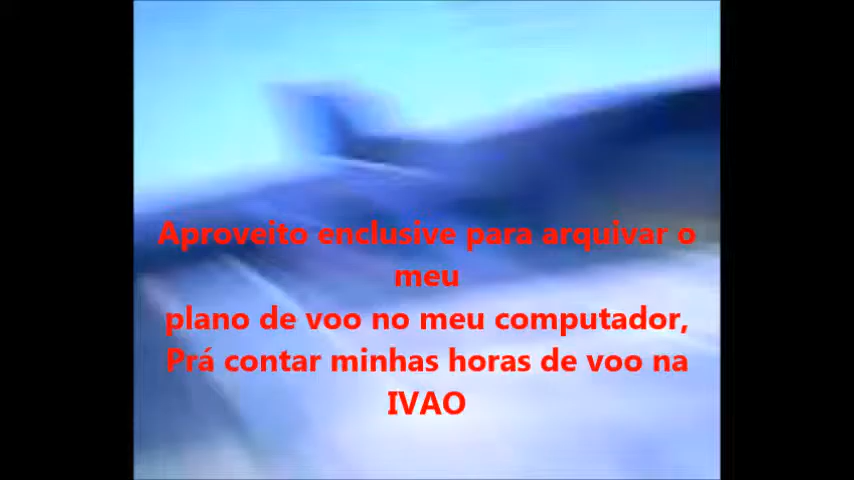 Aproveito enclusive para arquivar o
meu
plano de voo no meu computador,
Prá contar minhas horas de voo na
IVAO